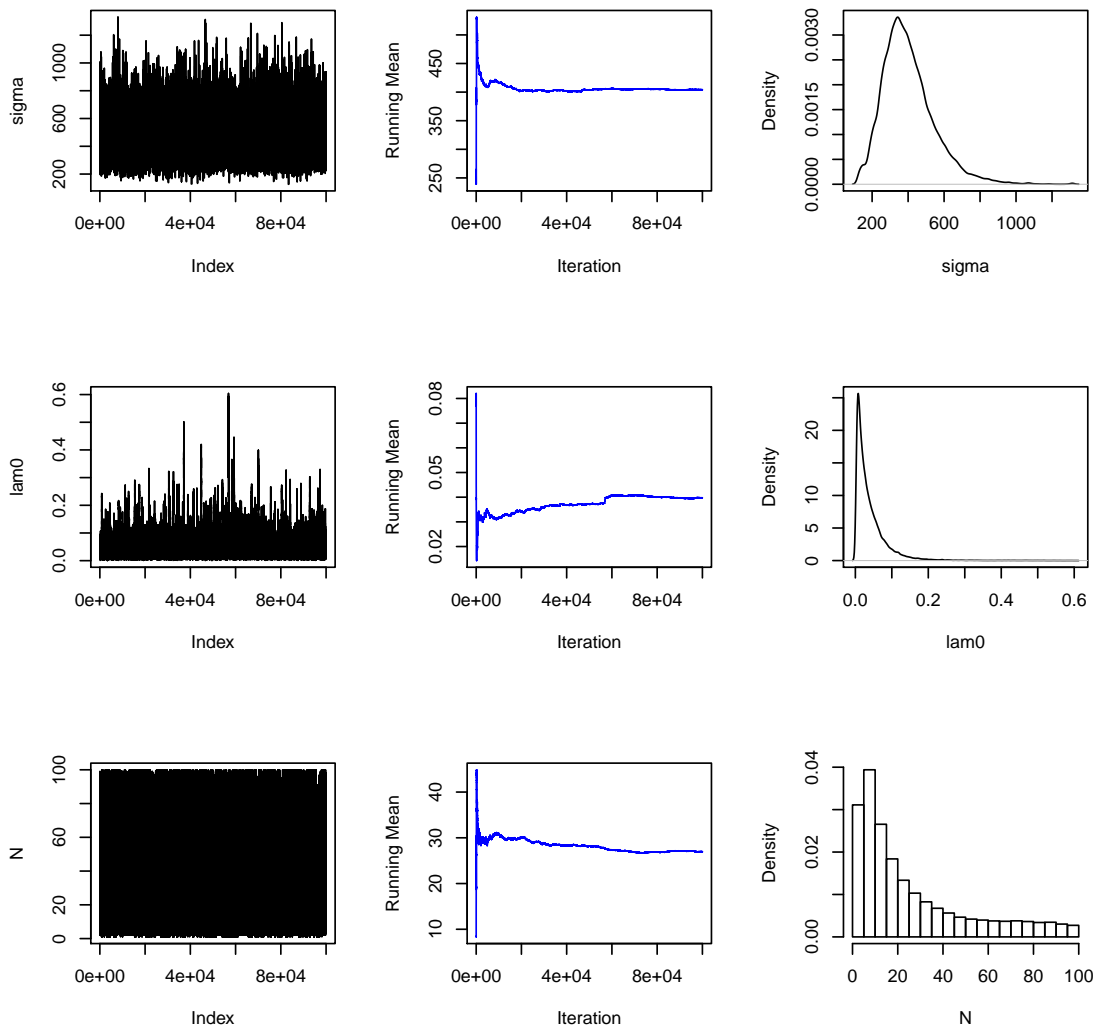 sigma
200 600 1000
0e+00 4e+04 8e+04
Index
Running Mean
250 350 450
0e+00 4e+04 8e+04
Iteration
Density
0.0000 0.0015 0.0030
200 600 1000
sigma
lam0
0.0 0.2 0.4 0.6
0e+00 4e+04 8e+04
Index
Running Mean
0.02 0.05 0.08
0e+00 4e+04 8e+04
Iteration
Density
0 5 10 20
0.0 0.2 0.4 0.6
lam0
N
0 20 60 100
0e+00 4e+04 8e+04
Index
Running Mean
10 20 30 40
0e+00 4e+04 8e+04
Iteration
Density
0.00 0.02 0.04
0 20 40 60 80 100
N